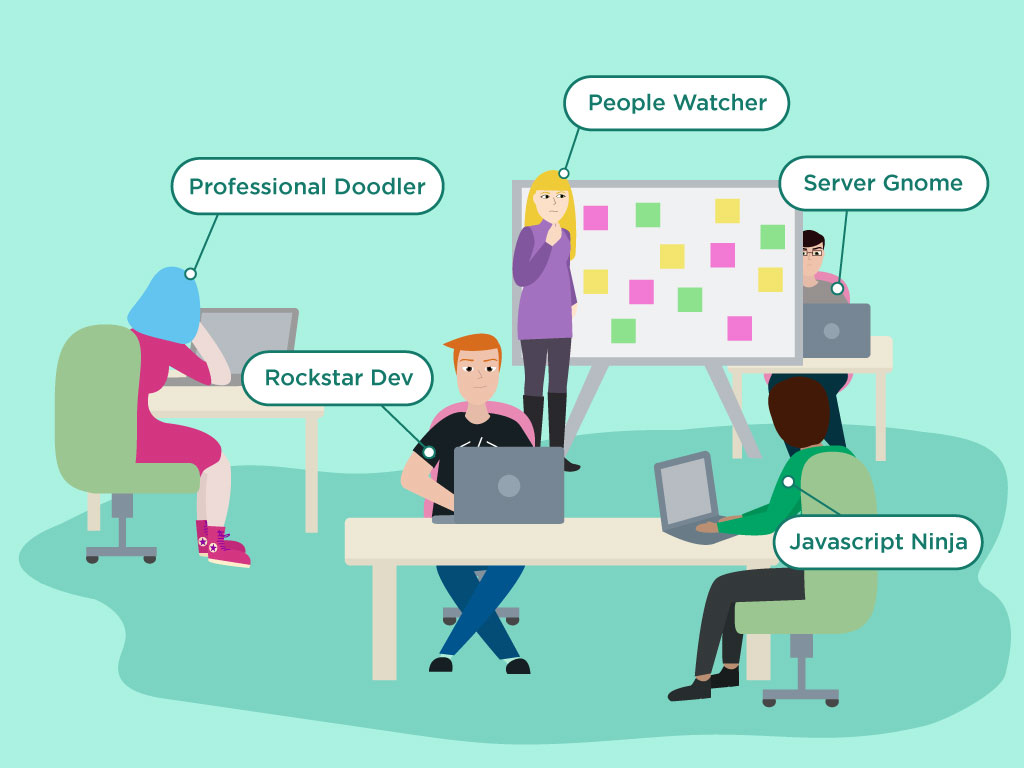 People Watcher
Professional Doodler
Server Gnome
Rockstar Dev
</>
Javascript Ninja